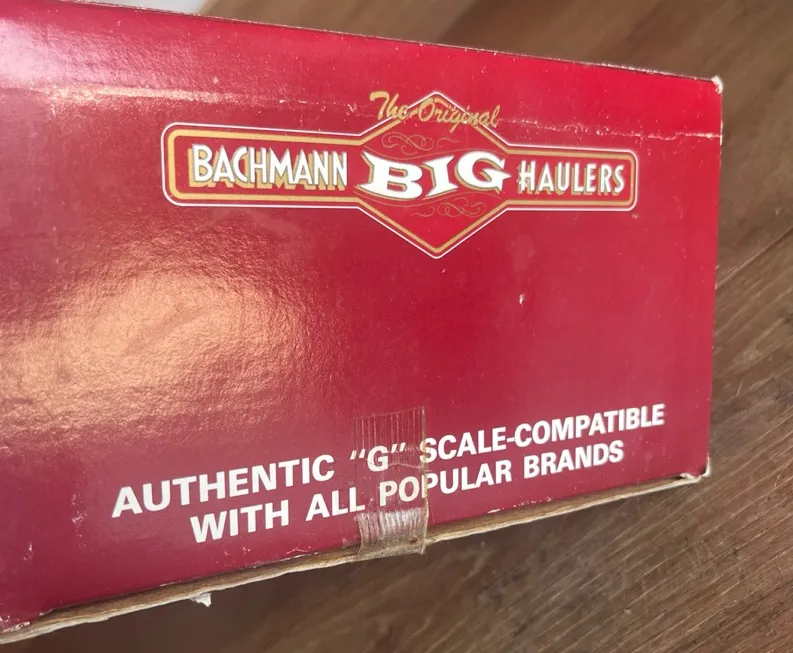 The Original
BACHMANN BIG HAULERS
AUTHENTIC "G" SCALE-COMPATIBLE
WITH ALL POPULAR BRANDS